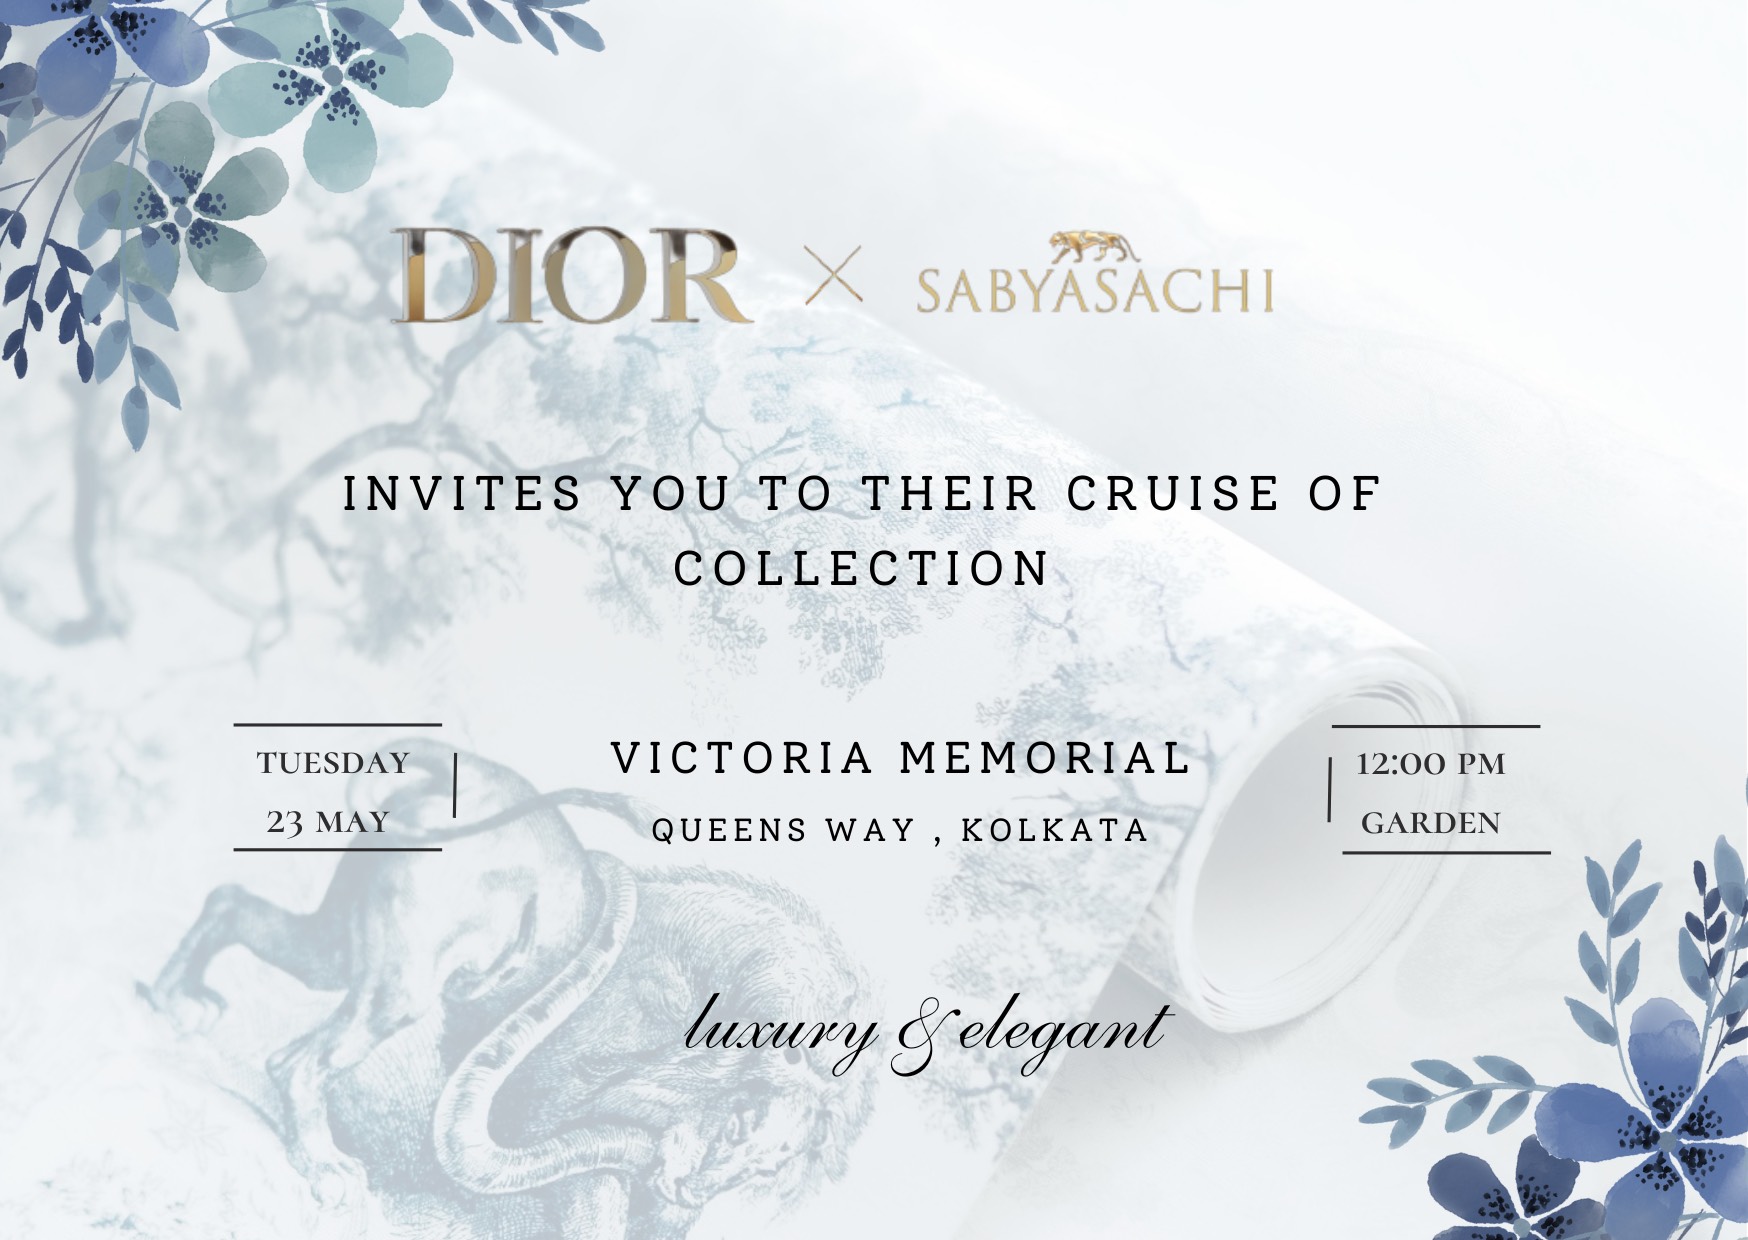 DIOR × SABYASACHI
INVITES YOU TO THEIR CRUISE OF
COLLECTION
TUESDAY
23 MAY
VICTORIA MEMORIAL
QUEENS WAY , KOLKATA
12:00 PM
GARDEN
luxury & elegant